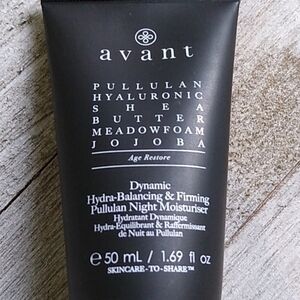 avant
PULLULAN
HYALURONIC
SHEA
BUTTER
MEADOWFOAM
JOJOBA
Age Restore
Dynamic
Hydra-Balancing & Firming
Pullulan Night Moisturiser
Hydratant Dynamique
Hydra-Equilibrant & Raffermissant
de Nuit au Pullulan
℮ 50 mL / 1.69 fl oz
SKINCARE-TO-SHARE™